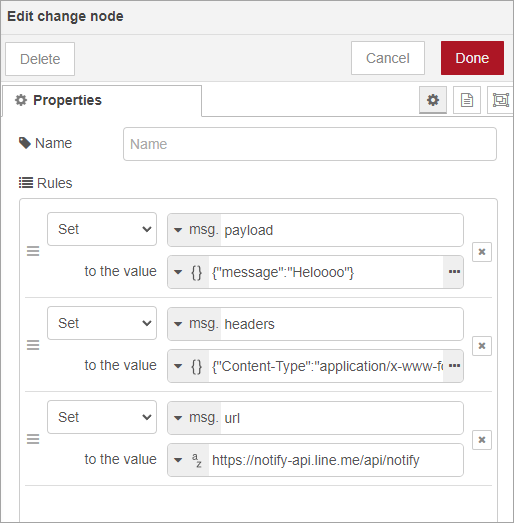 Edit change node
Delete Cancel Done
Properties
Name Name
Rules
Set msg. payload
to the value {} {"message":"Heloooo"}
Set msg. headers
to the value {} {"Content-Type":"application/x-www-fo
Set msg. url
to the value az https://notify-api.line.me/api/notify